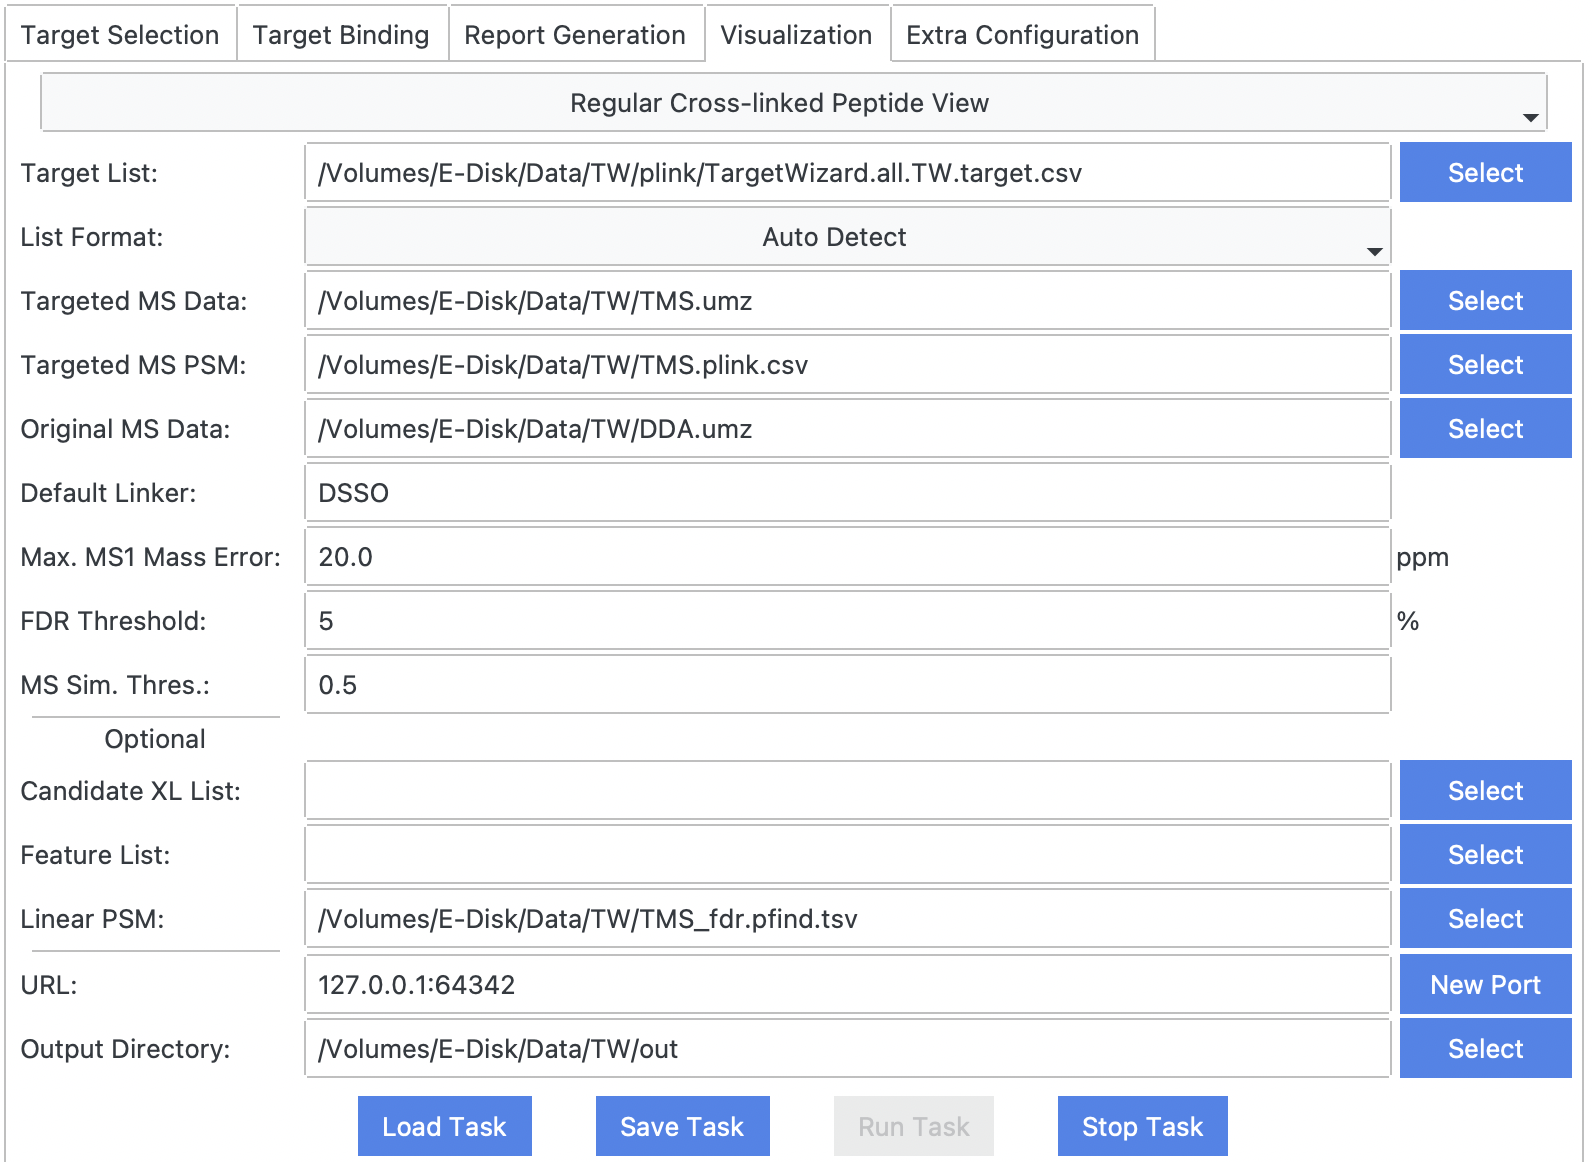 Target Selection Target Binding Report Generation Visualization Extra Configuration
Regular Cross-linked Peptide View
Target List: /Volumes/E-Disk/Data/TW/plink/TargetWizard.all.TW.target.csv Select
List Format: Auto Detect
Targeted MS Data: /Volumes/E-Disk/Data/TW/TMS.umz Select
Targeted MS PSM: /Volumes/E-Disk/Data/TW/TMS.plink.csv Select
Original MS Data: /Volumes/E-Disk/Data/TW/DDA.umz Select
Default Linker: DSSO
Max. MS1 Mass Error: 20.0 ppm
FDR Threshold: 5 %
MS Sim. Thres.: 0.5
Optional
Candidate XL List: Select
Feature List: Select
Linear PSM: /Volumes/E-Disk/Data/TW/TMS_fdr.pfind.tsv Select
URL: 127.0.0.1:64342 New Port
Output Directory: /Volumes/E-Disk/Data/TW/out Select
Load Task Save Task Run Task Stop Task